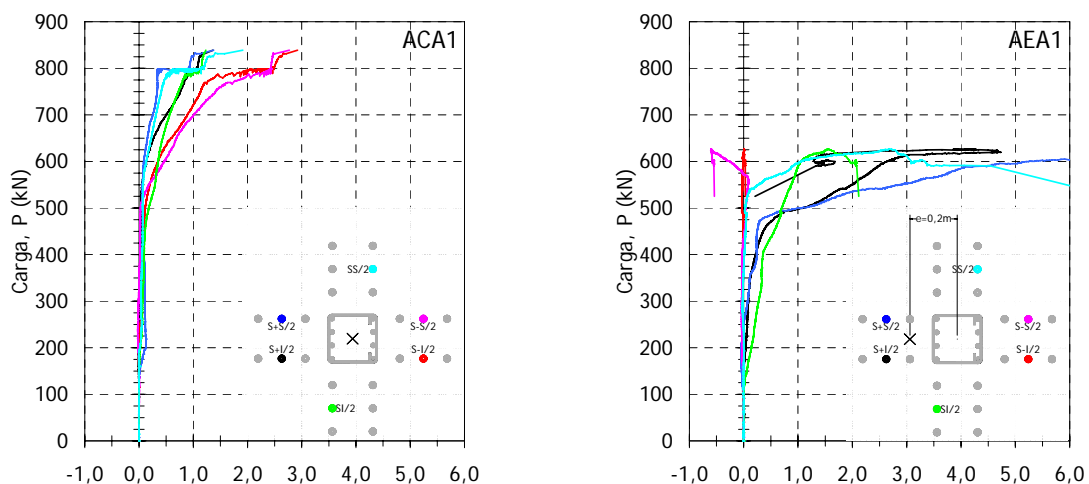 ACA1
Carga, P (kN)
900
800
700
600
500
400
300
200
100
0
-1,0 0,0 1,0 2,0 3,0 4,0 5,0 6,0
SS/2
S+S/2
S-S/2
S+I/2
S-I/2
SI/2
AEA1
Carga, P (kN)
900
800
700
600
500
400
300
200
100
0
-1,0 0,0 1,0 2,0 3,0 4,0 5,0 6,0
e=0,2m
SS/2
S+S/2
S-S/2
S+I/2
S-I/2
SI/2